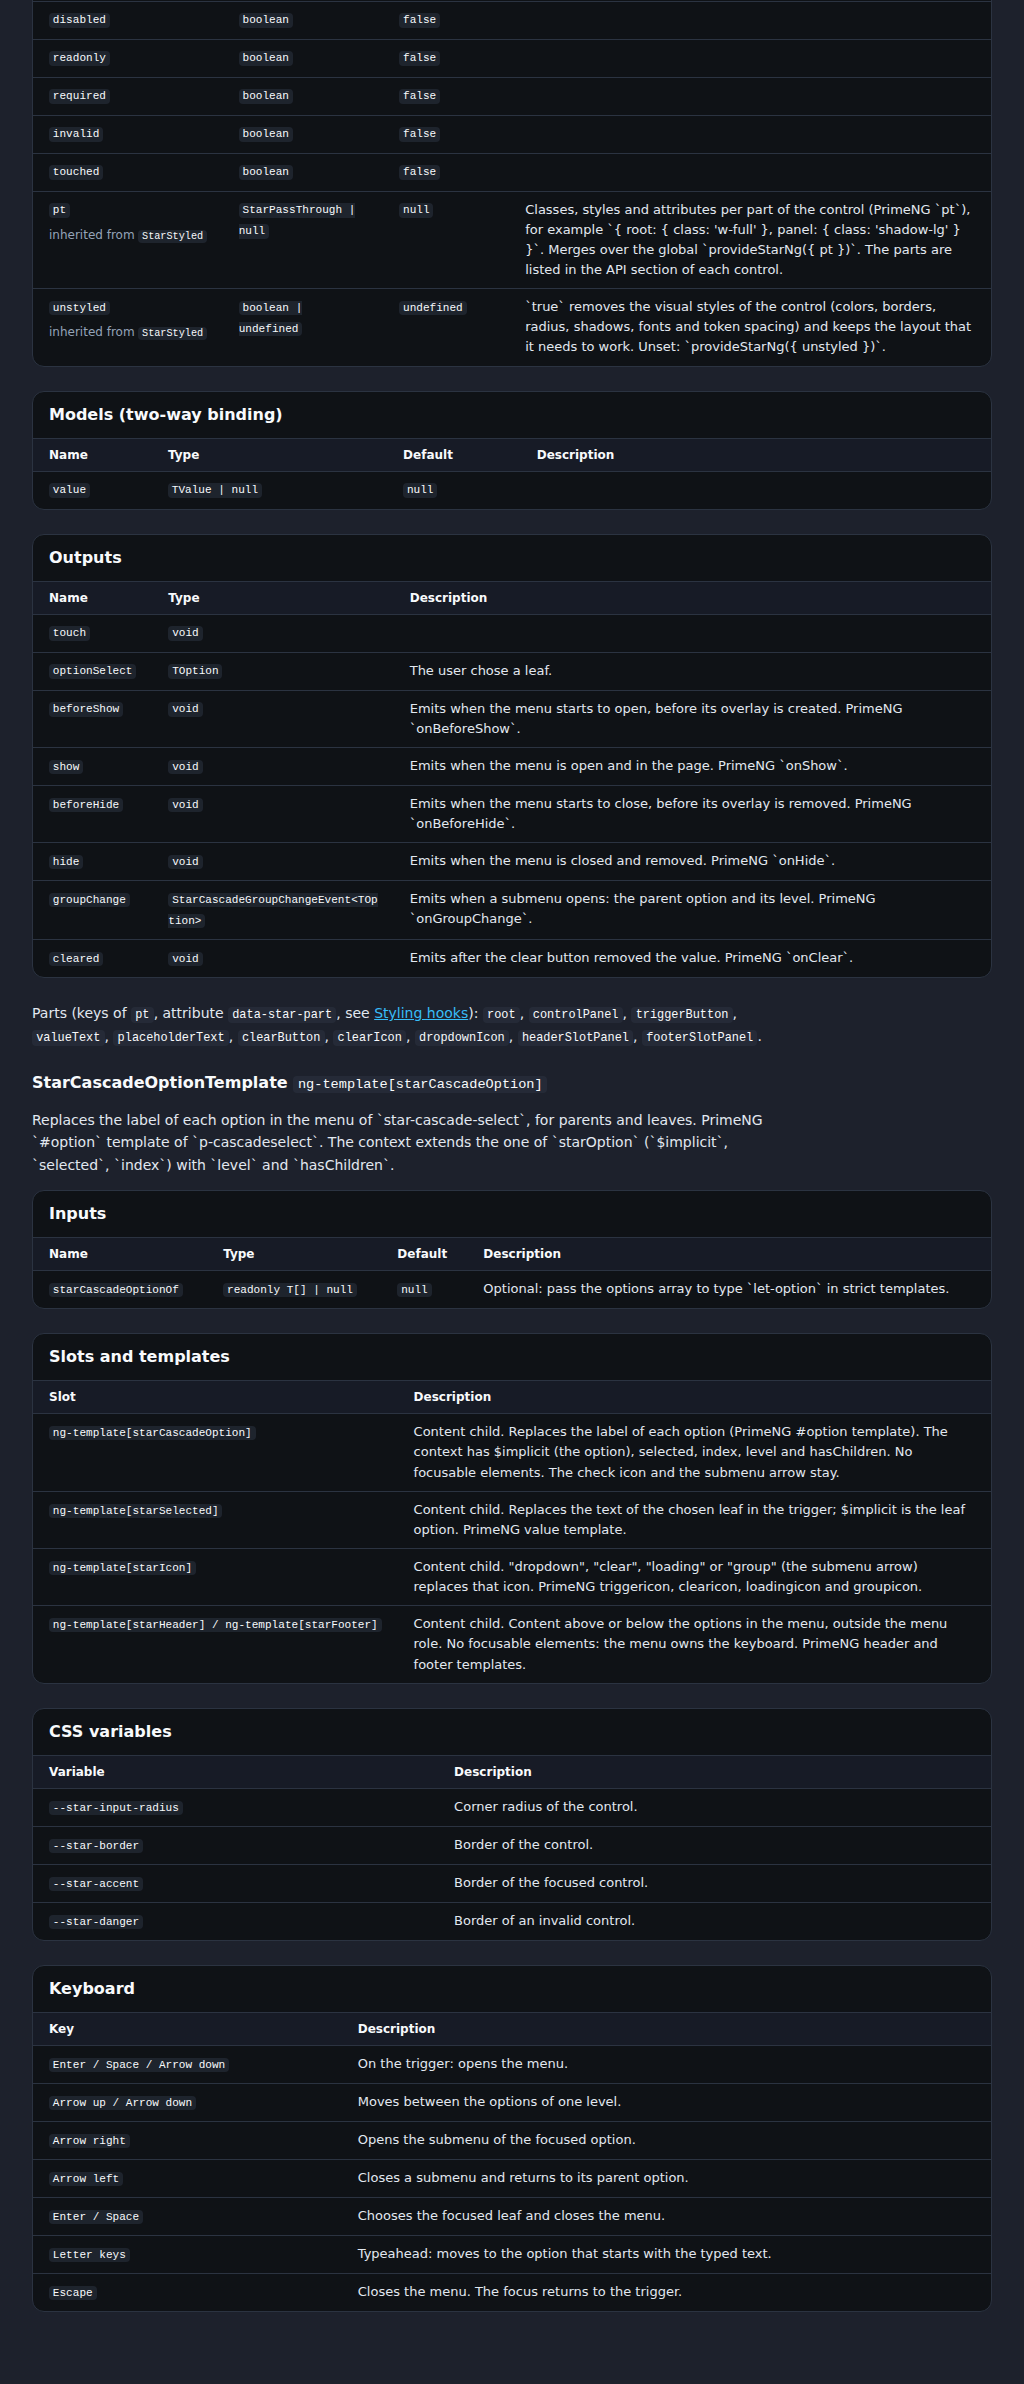 disabled boolean false
readonly boolean false
required boolean false
invalid boolean false
touched boolean false
pt StarPassThrough | null Classes, styles and attributes per part of the control (PrimeNG `pt`),
inherited from StarStyled null for example `{ root: { class: 'w-full' }, panel: { class: 'shadow-lg' }
}`. Merges over the global `provideStarNg({ pt })`. The parts are
listed in the API section of each control.
unstyled boolean | undefined `true` removes the visual styles of the control (colors, borders,
inherited from StarStyled undefined radius, shadows, fonts and token spacing) and keeps the layout that
it needs to work. Unset: `provideStarNg({ unstyled })`.
Models (two-way binding)
Name Type Default Description
value TValue | null null
Outputs
Name Type Description
touch void
optionSelect TOption The user chose a leaf.
beforeShow void Emits when the menu starts to open, before its overlay is created. PrimeNG
`onBeforeShow`.
show void Emits when the menu is open and in the page. PrimeNG `onShow`.
beforeHide void Emits when the menu starts to close, before its overlay is removed. PrimeNG
`onBeforeHide`.
hide void Emits when the menu is closed and removed. PrimeNG `onHide`.
groupChange StarCascadeGroupChangeEvent<TOp Emits when a submenu opens: the parent option and its level. PrimeNG
tion> `onGroupChange`.
cleared void Emits after the clear button removed the value. PrimeNG `onClear`.
Parts (keys of pt, attribute data-star-part, see Styling hooks): root, controlPanel, triggerButton,
valueText, placeholderText, clearButton, clearIcon, dropdownIcon, headerSlotPanel, footerSlotPanel.
StarCascadeOptionTemplate ng-template[starCascadeOption]
Replaces the label of each option in the menu of `star-cascade-select`, for parents and leaves. PrimeNG
`#option` template of `p-cascadeselect`. The context extends the one of `starOption` (`$implicit`,
`selected`, `index`) with `level` and `hasChildren`.
Inputs
Name Type Default Description
starCascadeOptionOf readonly T[] | null null Optional: pass the options array to type `let-option` in strict templates.
Slots and templates
Slot Description
ng-template[starCascadeOption] Content child. Replaces the label of each option (PrimeNG #option template). The
context has $implicit (the option), selected, index, level and hasChildren. No
focusable elements. The check icon and the submenu arrow stay.
ng-template[starSelected] Content child. Replaces the text of the chosen leaf in the trigger; $implicit is the leaf
option. PrimeNG value template.
ng-template[starIcon] Content child. "dropdown", "clear", "loading" or "group" (the submenu arrow)
replaces that icon. PrimeNG triggericon, clearicon, loadingicon and groupicon.
ng-template[starHeader] / ng-template[starFooter] Content child. Content above or below the options in the menu, outside the menu
role. No focusable elements: the menu owns the keyboard. PrimeNG header and
footer templates.
CSS variables
Variable Description
--star-input-radius Corner radius of the control.
--star-border Border of the control.
--star-accent Border of the focused control.
--star-danger Border of an invalid control.
Keyboard
Key Description
Enter / Space / Arrow down On the trigger: opens the menu.
Arrow up / Arrow down Moves between the options of one level.
Arrow right Opens the submenu of the focused option.
Arrow left Closes a submenu and returns to its parent option.
Enter / Space Chooses the focused leaf and closes the menu.
Letter keys Typeahead: moves to the option that starts with the typed text.
Escape Closes the menu. The focus returns to the trigger.